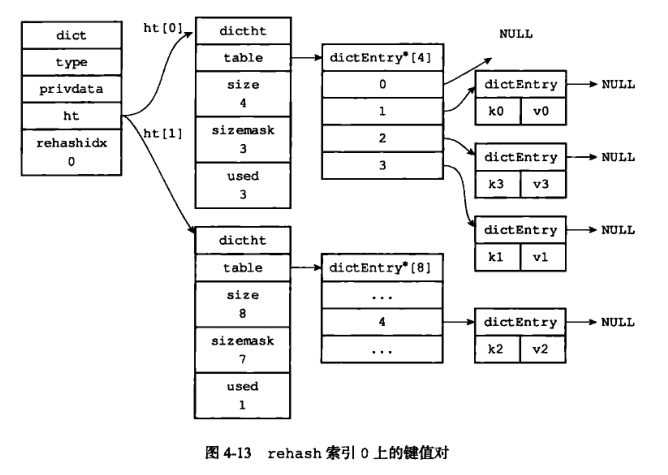 dict
type
privdata
ht
rehashidx
0
ht[0]
ht[1]
dictht
table
size
4
sizemask
3
used
3
dictEntry*[4]
0
1
2
3
NULL
dictEntry
k0 v0
NULL
dictEntry
k3 v3
NULL
dictEntry
k1 v1
NULL
dictht
table
size
8
sizemask
7
used
1
dictEntry*[8]
...
4
...
dictEntry
k2 v2
NULL
图 4-13 rehash 索引 0 上的键值对